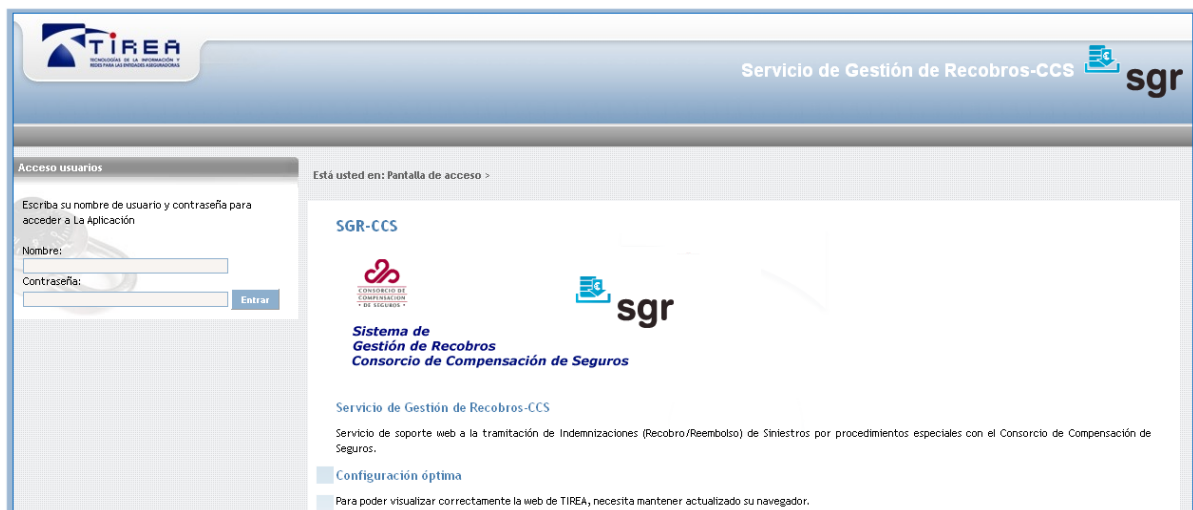 TIREA
TECNOLOGÍAS DE LA INFORMACIÓN Y
REDES PARA LAS ENTIDADES ASEGURADORAS
Servicio de Gestión de Recobros-CCS
sgr
Acceso usuarios
Escriba su nombre de usuario y contraseña para
acceder a La Aplicación
Nombre:
Contraseña:
Entrar
Está usted en: Pantalla de acceso >
SGR-CCS
CONSORCIO DE
COMPENSACION
• DE SEGUROS •
sgr
Sistema de
Gestión de Recobros
Consorcio de Compensación de Seguros
Servicio de Gestión de Recobros-CCS
Servicio de soporte web a la tramitación de Indemnizaciones (Recobro/Reembolso) de Siniestros por procedimientos especiales con el Consorcio de Compensación de
Seguros.
Configuración óptima
Para poder visualizar correctamente la web de TIREA, necesita mantener actualizado su navegador.